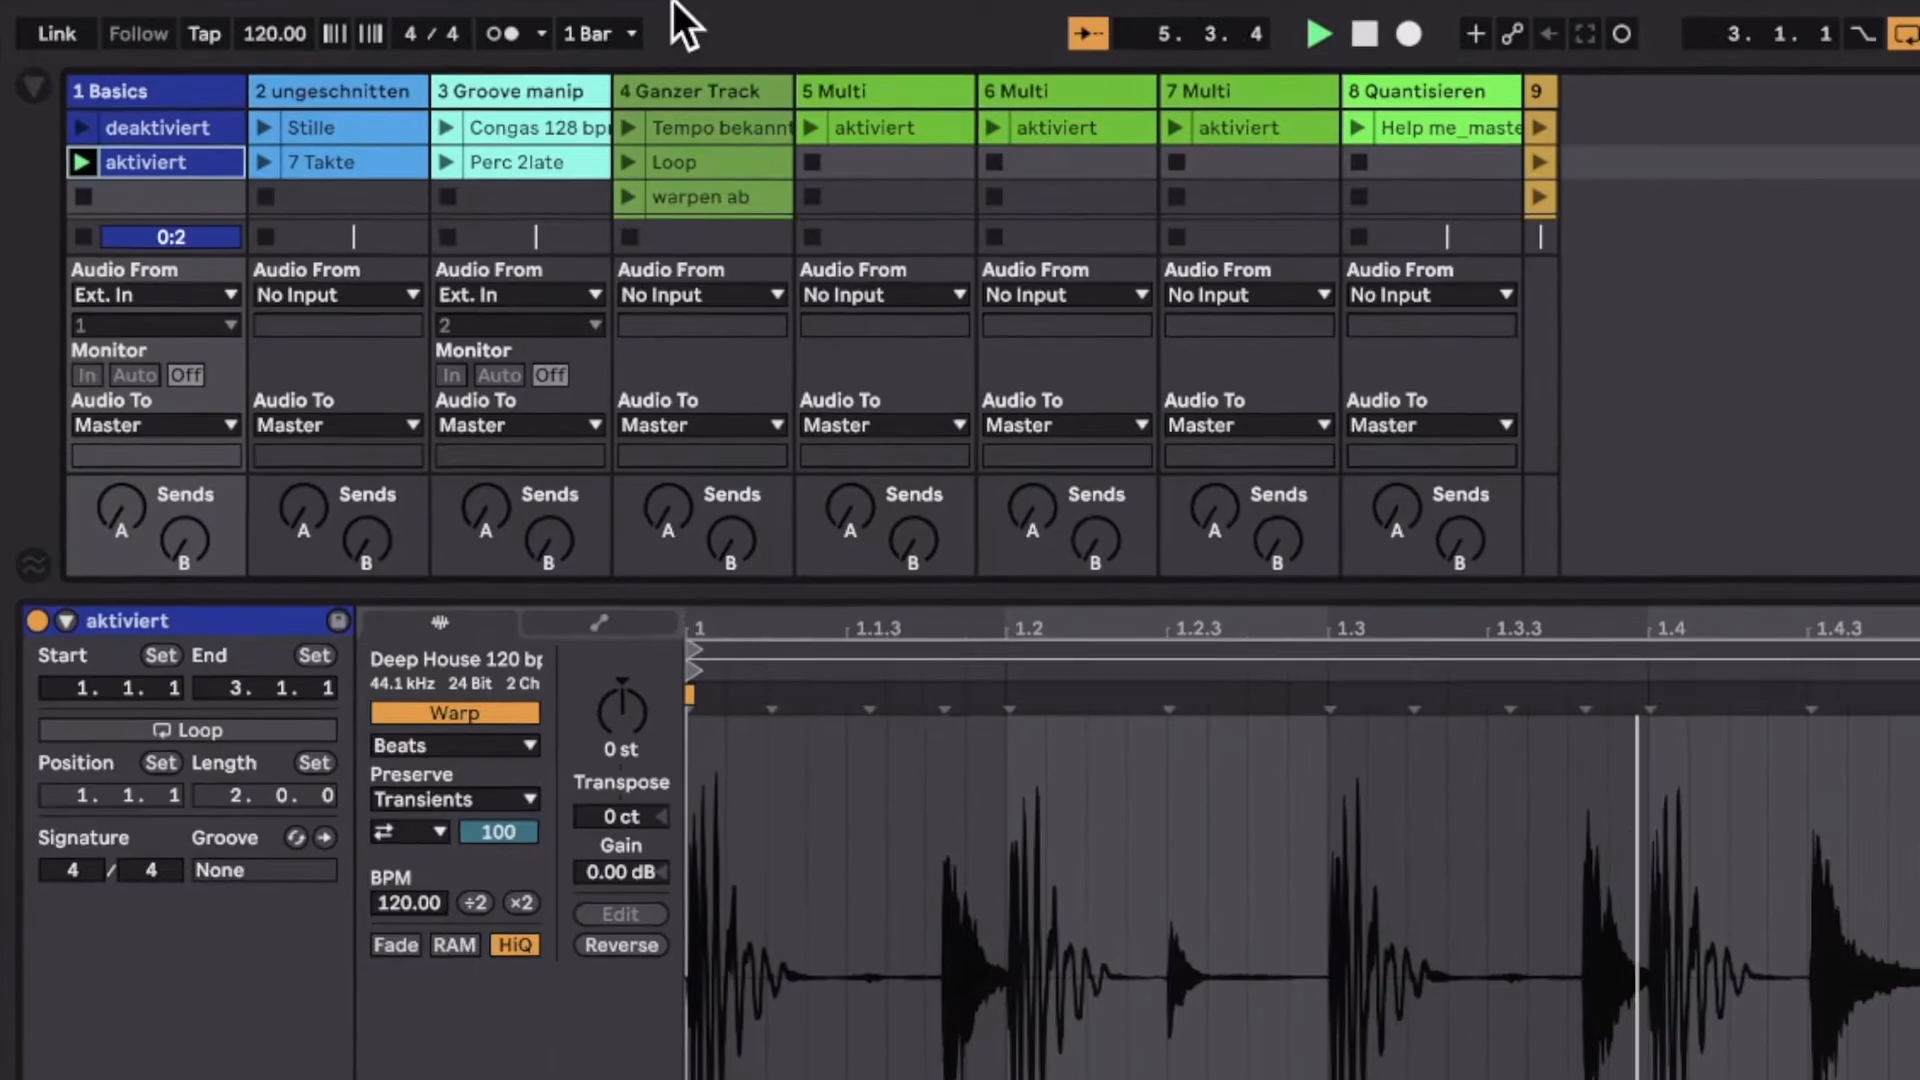 Link Follow Tap 120.00 4 / 4 1 Bar 5. 3. 4 3. 1. 1
1 Basics 2 ungeschnitten 3 Groove manip 4 Ganzer Track 5 Multi 6 Multi 7 Multi 8 Quantisieren 9
deaktiviert Stille Congas 128 bp Tempo bekannt aktiviert aktiviert aktiviert Help me_maste
aktiviert 7 Takte Perc 2late Loop
warpen ab
0:2
Audio From Audio From Audio From Audio From Audio From Audio From Audio From Audio From
Ext. In No Input Ext. In No Input No Input No Input No Input No Input
1 2
Monitor Monitor
In Auto Off In Auto Off
Audio To Audio To Audio To Audio To Audio To Audio To Audio To Audio To
Master Master Master Master Master Master Master Master
Sends Sends Sends Sends Sends Sends Sends Sends
A A A A A A A A
B B B B B B B B
aktiviert
Start Set End Set
1. 1. 1 3. 1. 1
Loop
Position Set Length Set
1. 1. 1 2. 0. 0
Signature Groove
4 / 4 None
Deep House 120 bp
44.1 kHz 24 Bit 2 Ch
Warp
Beats
Preserve
Transients
100
BPM
120.00 ÷2 ×2
Fade RAM HiQ
0 st
Transpose
0 ct
Gain
0.00 dB
Edit
Reverse
1 1.1.3 1.2 1.2.3 1.3 1.3.3 1.4 1.4.3